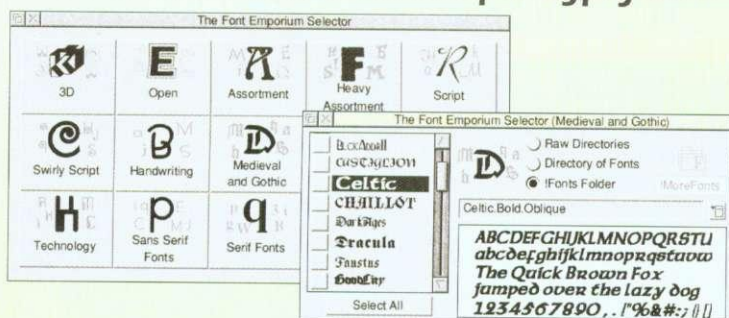 The Font Emporium Selector
3D
Open
Assortment
Heavy
Assortment
Script
Swirly Script
Handwriting
Medieval
and Gothic
Technology
Sans Serif
Fonts
Serif Fonts
The Font Emporium Selector (Medieval and Gothic)
Celtic
CHAILLOT
DarkAges
Dracula
Faustus
GoodCity
Select All
Raw Directories
Directory of Fonts
!Fonts Folder
!MoreFonts
Celtic.Bold.Oblique
ABCDEFGHIJKLMNOPQRSTU
abcdefghijklmnopqrstuvw
The Quick Brown Fox
jumped over the lazy dog
1234567890